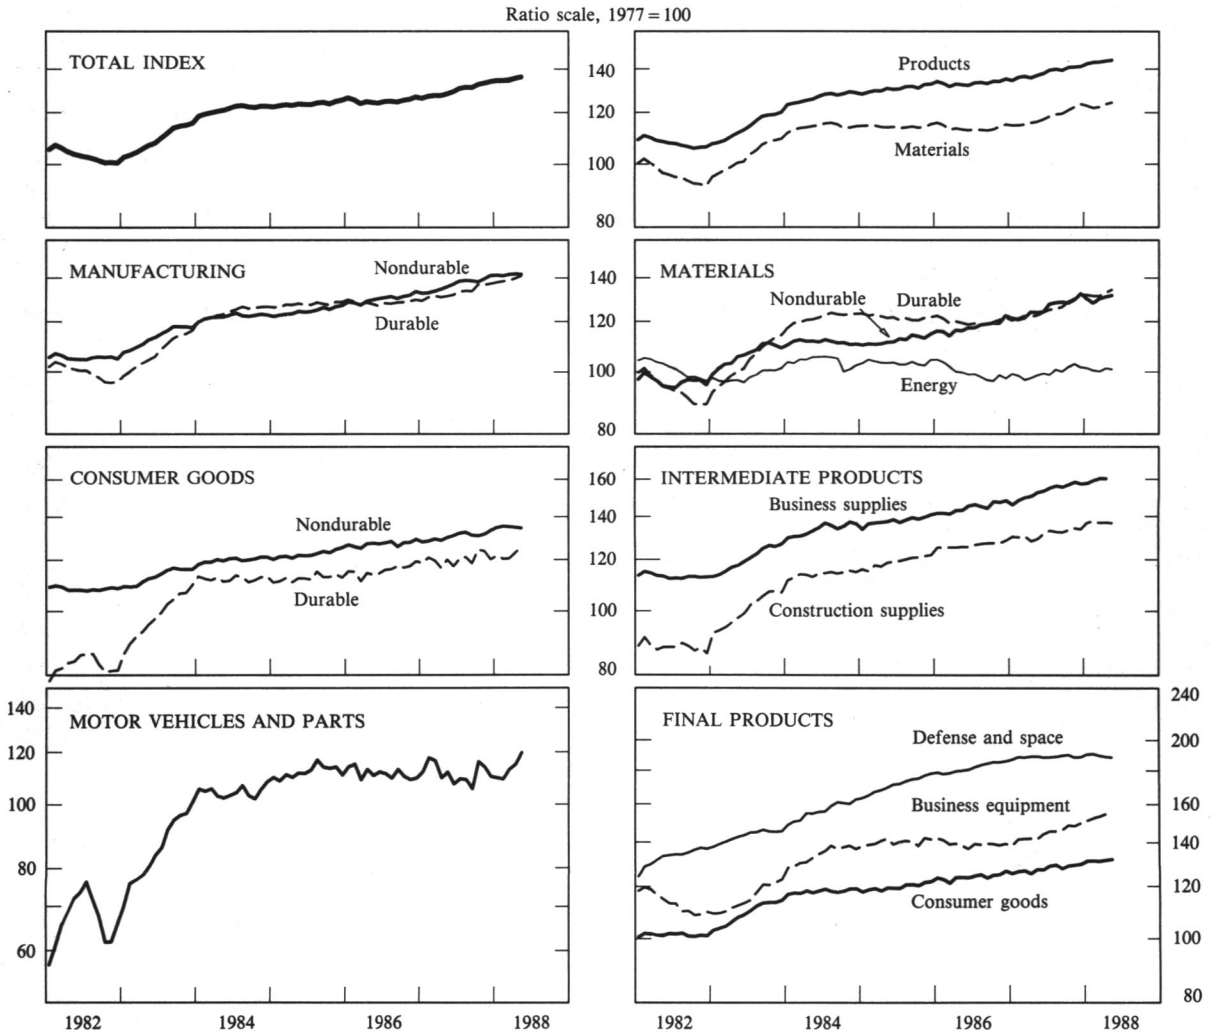 Ratio scale, 1977 = 100
TOTAL INDEX
140
120
100
80
Products
Materials
MANUFACTURING
Nondurable
Durable
140
120
100
80
MATERIALS
Nondurable
Durable
Energy
CONSUMER GOODS
Nondurable
Durable
160
140
120
100
80
INTERMEDIATE PRODUCTS
Business supplies
Construction supplies
140
120
100
80
60
MOTOR VEHICLES AND PARTS
1982
1984
1986
1988
FINAL PRODUCTS
Defense and space
Business equipment
Consumer goods
240
200
160
140
120
100
80
1982
1984
1986
1988